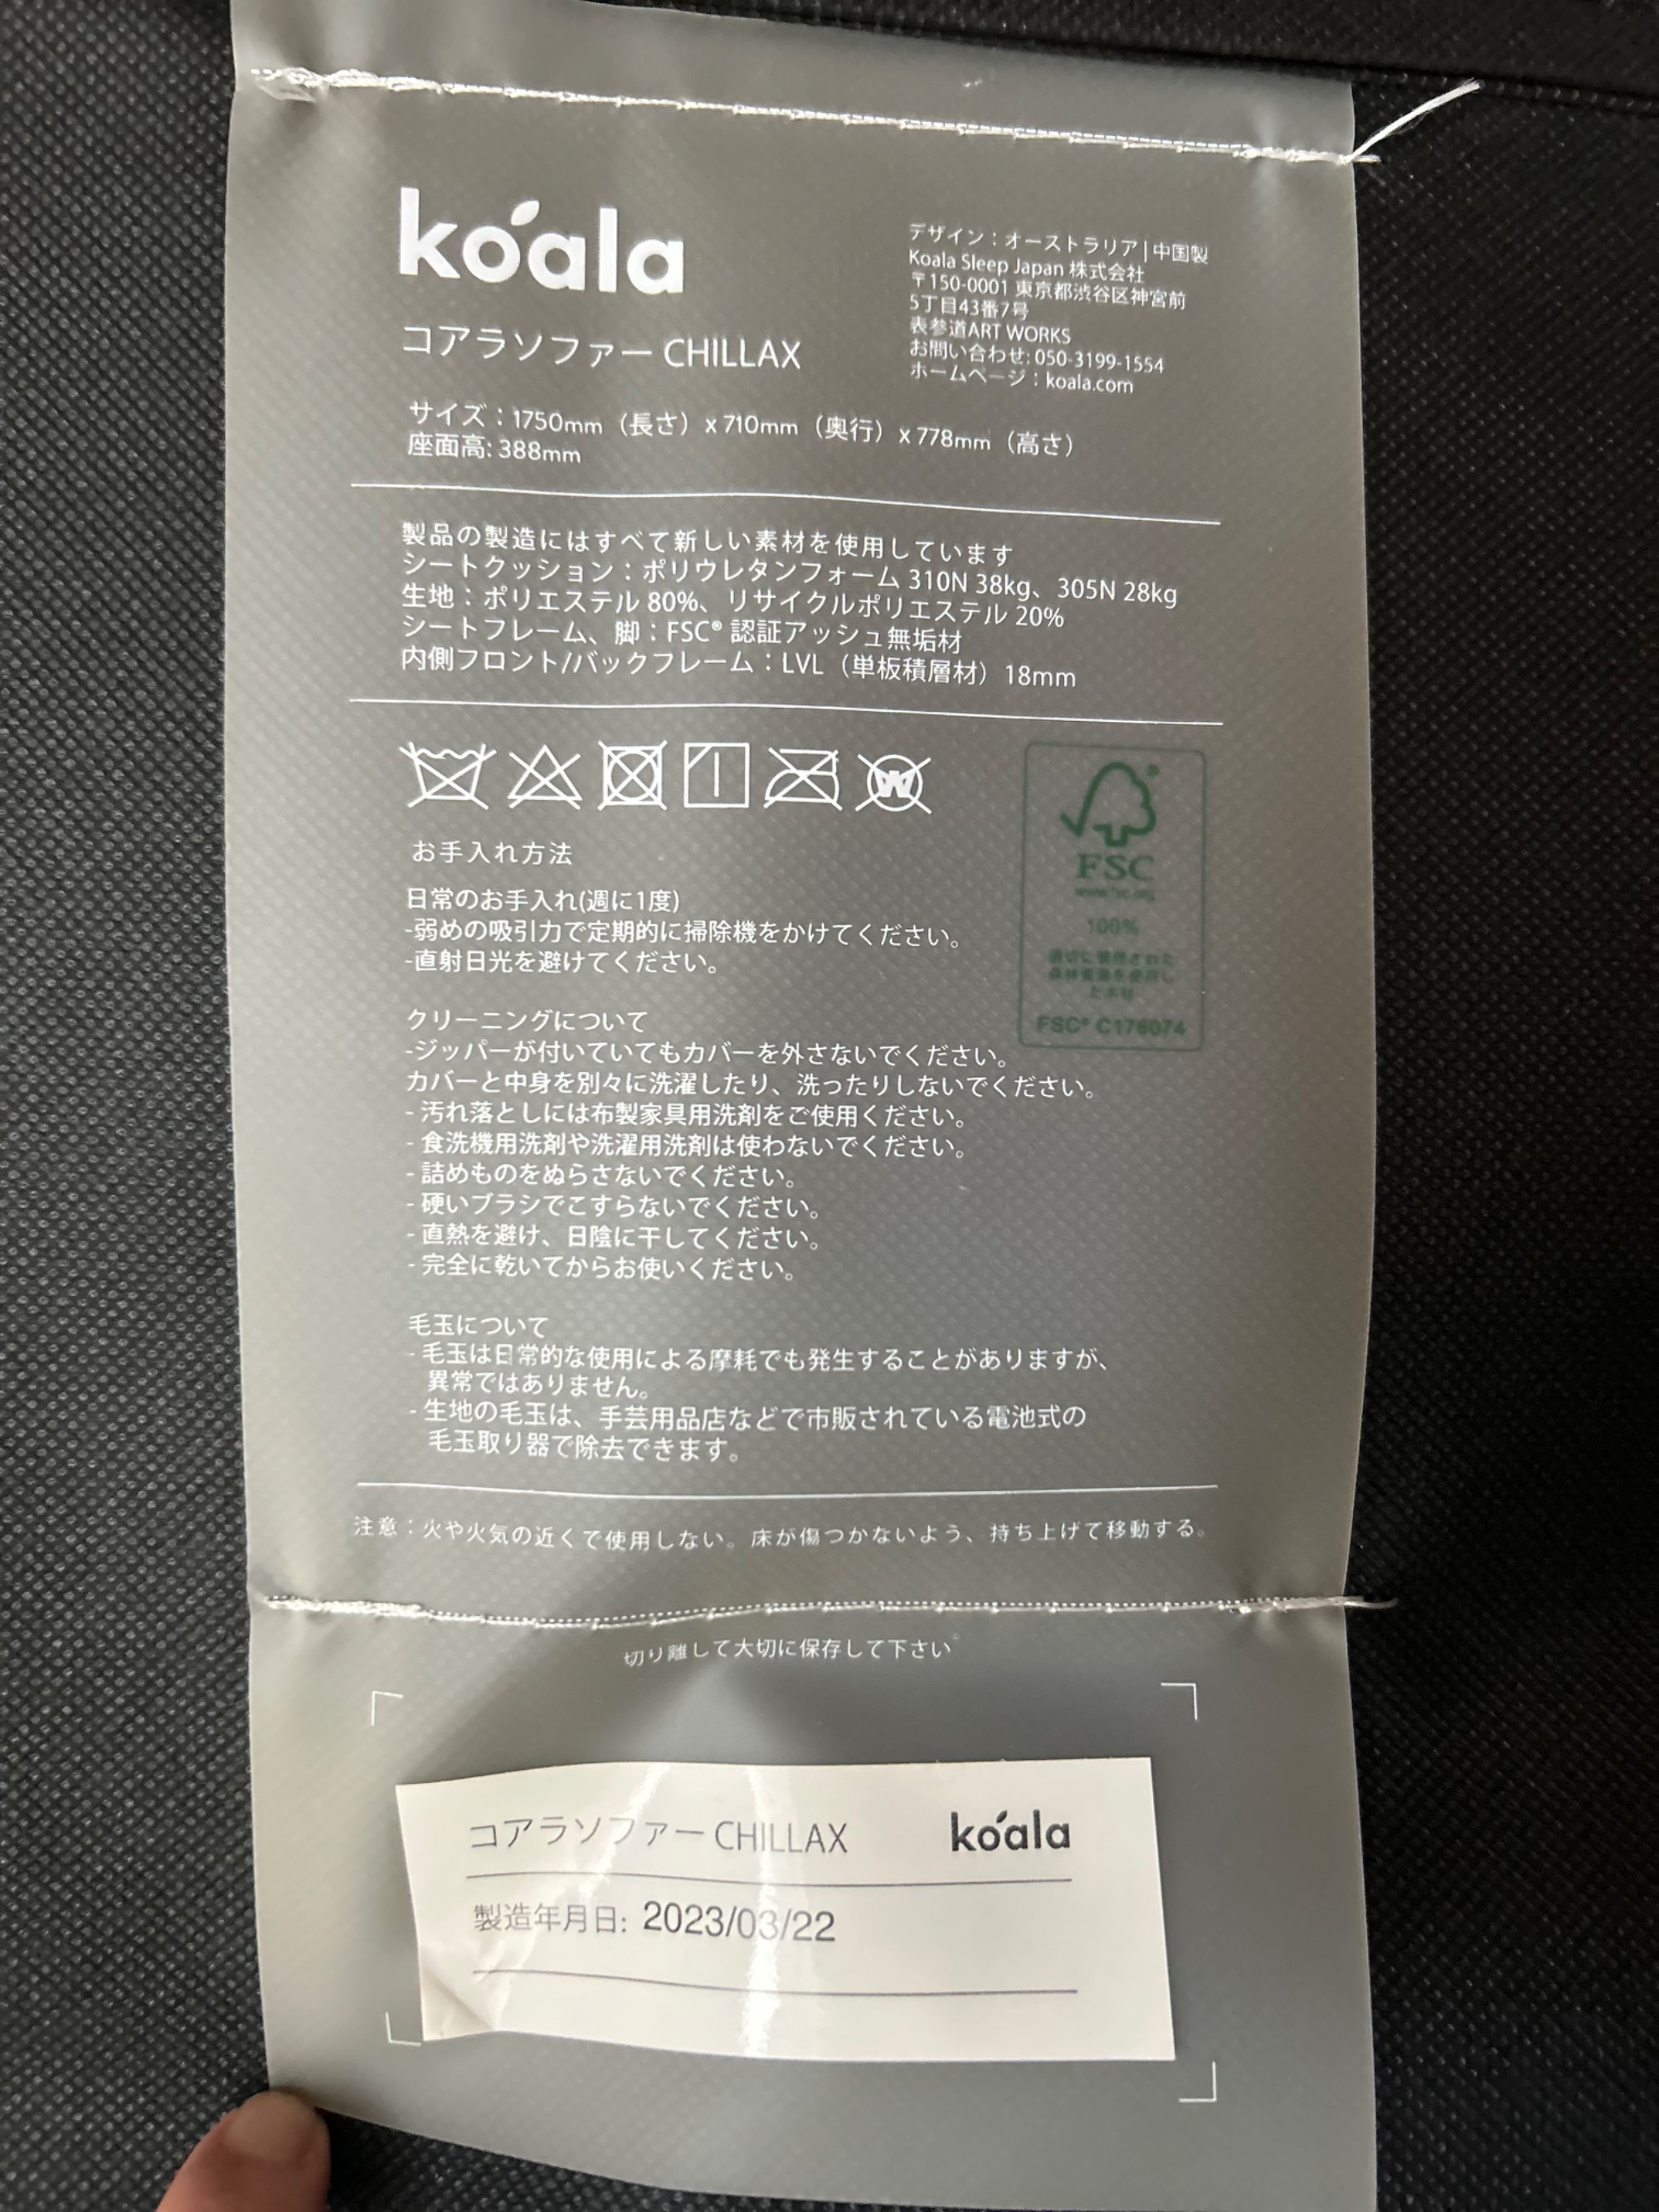 koala
コアラソファー CHILLAX
デザイン：オーストラリア | 中国製
Koala Sleep Japan 株式会社
〒150-0001 東京都渋谷区神宮前
5丁目43番7号
表参道ART WORKS
お問い合わせ: 050-3199-1554
ホームページ：koala.com
サイズ：1750mm（長さ）x 710mm（奥行）x 778mm（高さ）
座面高: 388mm
製品の製造にはすべて新しい素材を使用しています
シートクッション：ポリウレタンフォーム 310N 38kg、305N 28kg
生地：ポリエステル 80%、リサイクルポリエステル 20%
シートフレーム、脚：FSC® 認証アッシュ無垢材
内側フロント/バックフレーム：LVL（単板積層材）18mm
W
お手入れ方法
日常のお手入れ(週に1度)
-弱めの吸引力で定期的に掃除機をかけてください。
-直射日光を避けてください。
®
FSC
www.fsc.org
100%
適切に管理された
森林資源を使用し
た木材
FSC® C176074
クリーニングについて
-ジッパーが付いていてもカバーを外さないでください。
カバーと中身を別々に洗濯したり、洗ったりしないでください。
- 汚れ落としには布製家具用洗剤をご使用ください。
- 食洗機用洗剤や洗濯用洗剤は使わないでください。
- 詰めものをぬらさないでください。
- 硬いブラシでこすらないでください。
- 直熱を避け、日陰に干してください。
- 完全に乾いてからお使いください。
毛玉について
- 毛玉は日常的な使用による摩耗でも発生することがありますが、
異常ではありません。
- 生地の毛玉は、手芸用品店などで市販されている電池式の
毛玉取り器で除去できます。
注意：火や火気の近くで使用しない。床が傷つかないよう、持ち上げて移動する。
切り離して大切に保存して下さい。
コアラソファー CHILLAX
koala
製造年月日: 2023/03/22